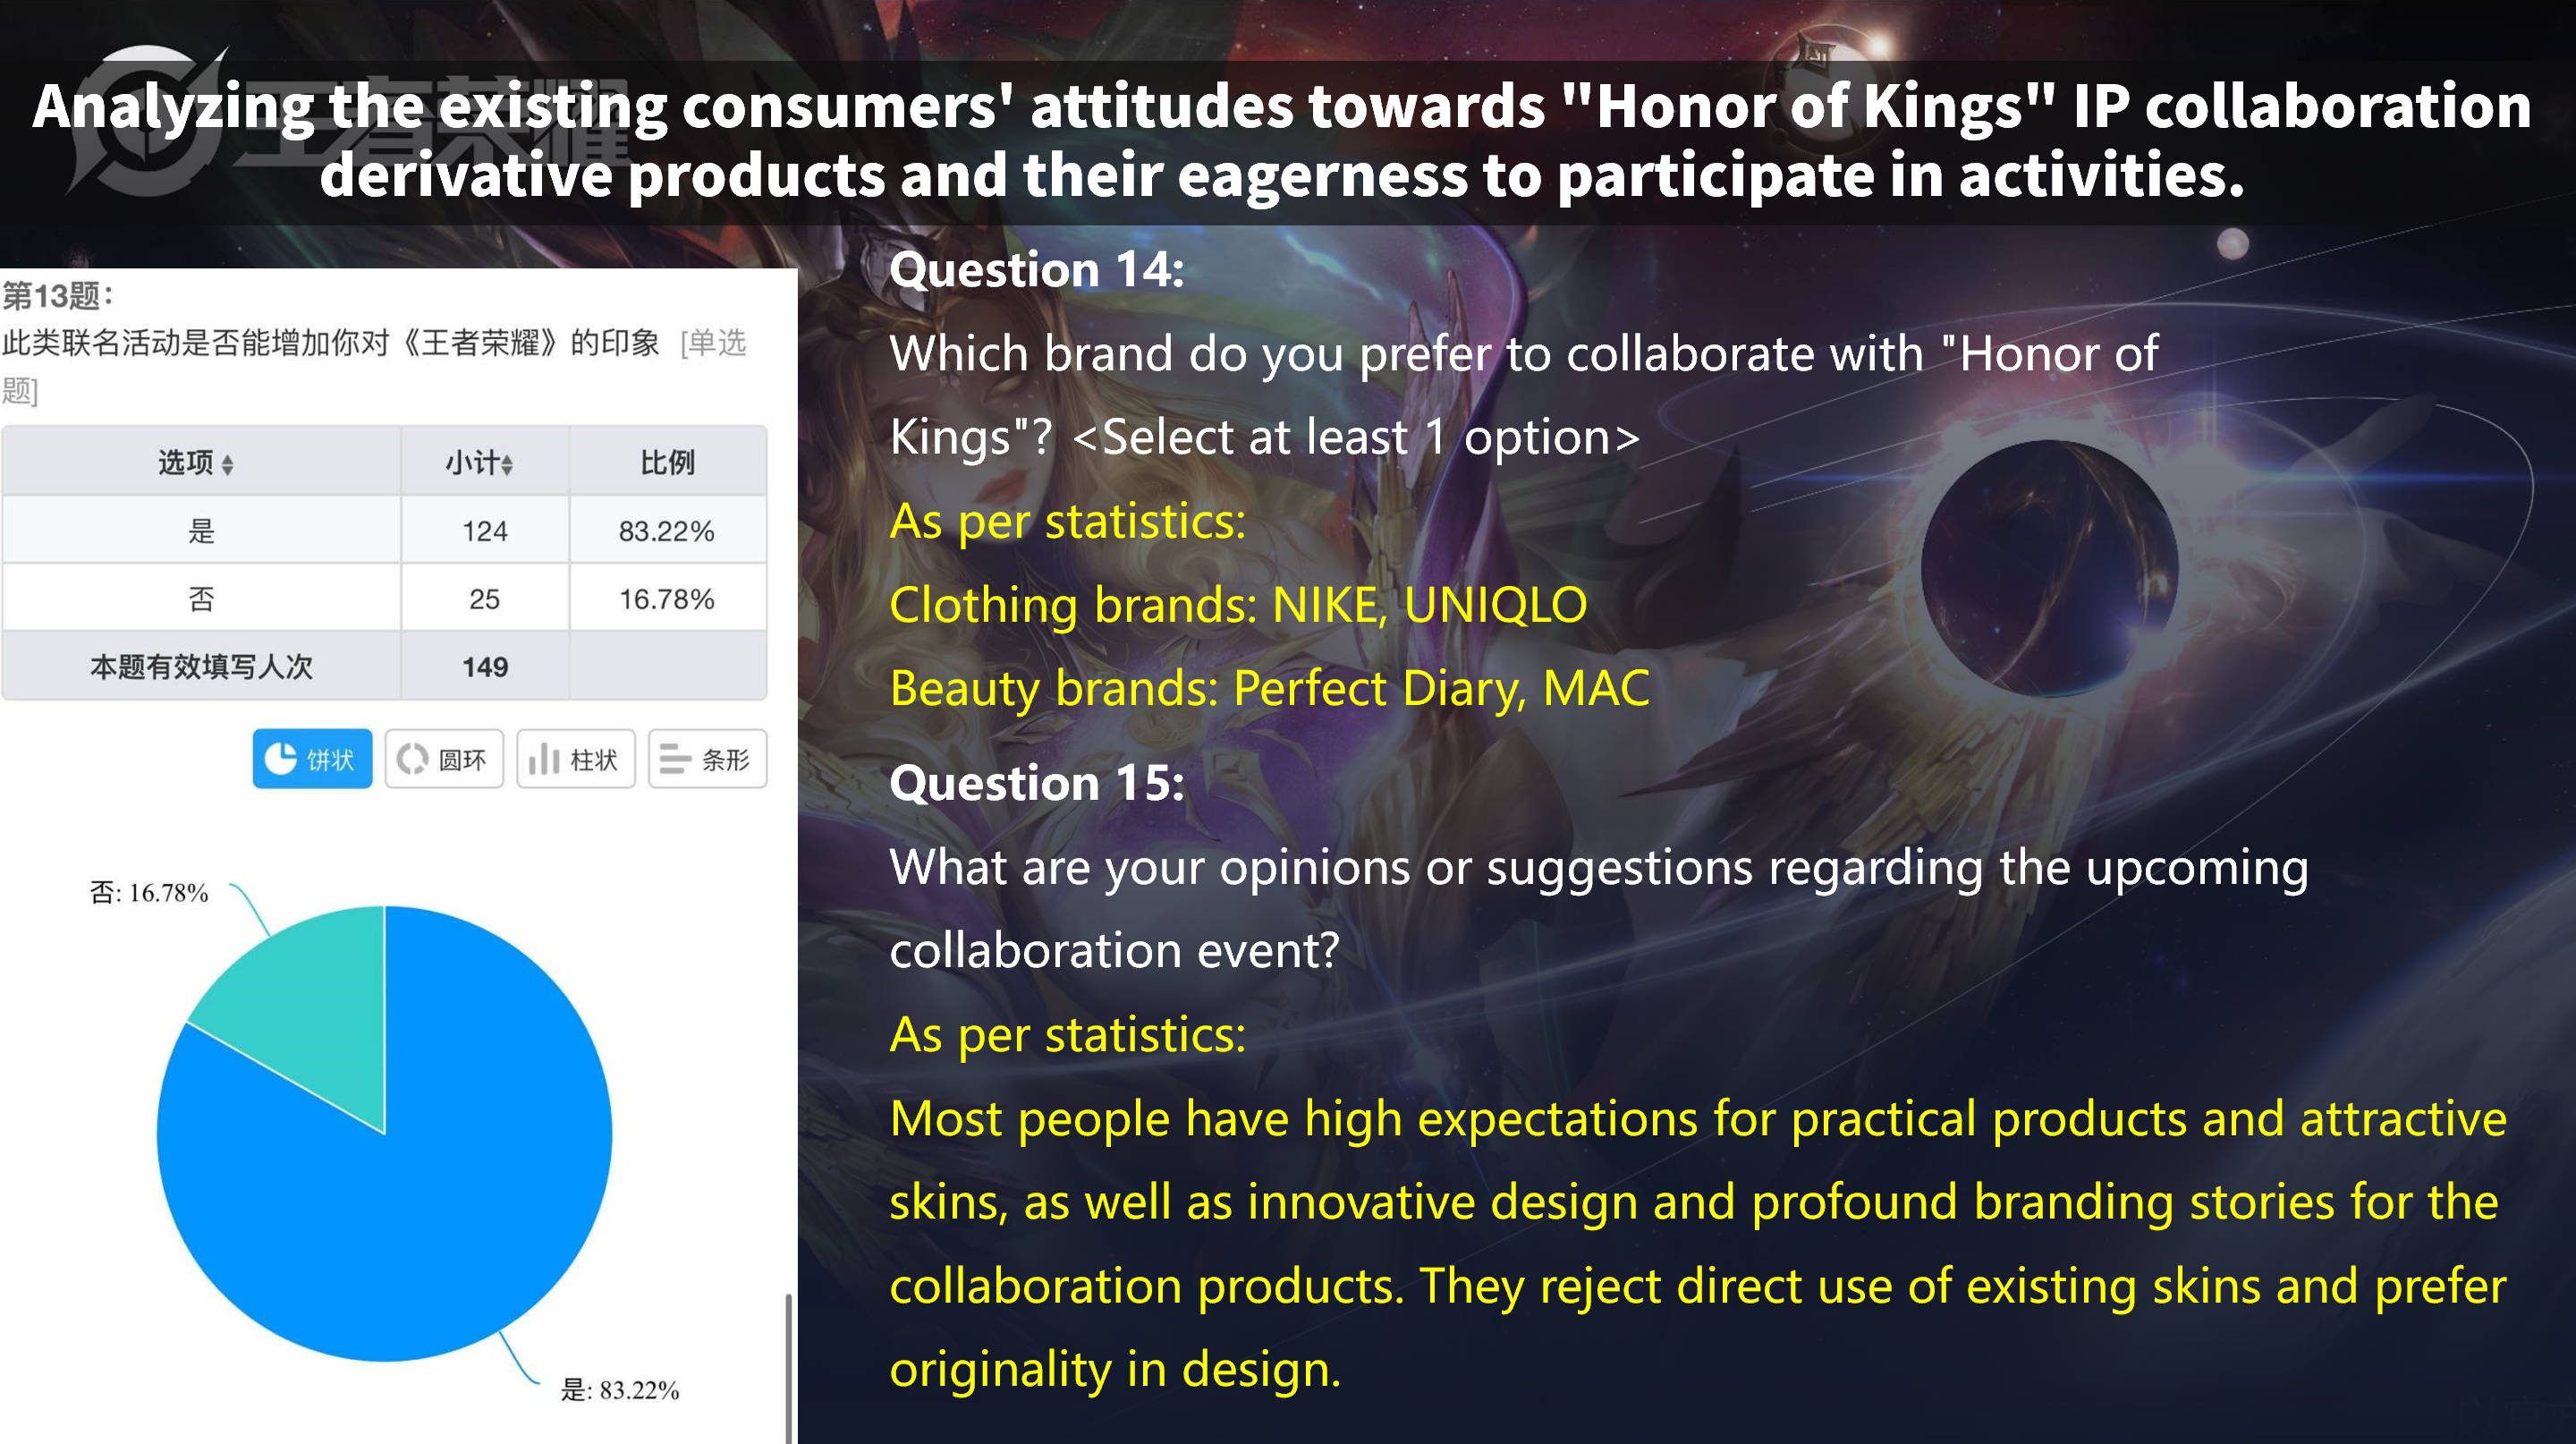 王者荣耀
Analyzing the existing consumers' attitudes towards "Honor of Kings" IP collaboration
derivative products and their eagerness to participate in activities.
第13题：
此类联名活动是否能增加你对《王者荣耀》的印象 [单选
题]
选项 小计 比例
是 124 83.22%
否 25 16.78%
本题有效填写人次 149
饼状 圆环 柱状 条形
否: 16.78%
是: 83.22%
Question 14:
Which brand do you prefer to collaborate with "Honor of
Kings"? <Select at least 1 option>
As per statistics:
Clothing brands: NIKE, UNIQLO
Beauty brands: Perfect Diary, MAC
Question 15:
What are your opinions or suggestions regarding the upcoming
collaboration event?
As per statistics:
Most people have high expectations for practical products and attractive
skins, as well as innovative design and profound branding stories for the
collaboration products. They reject direct use of existing skins and prefer
originality in design.